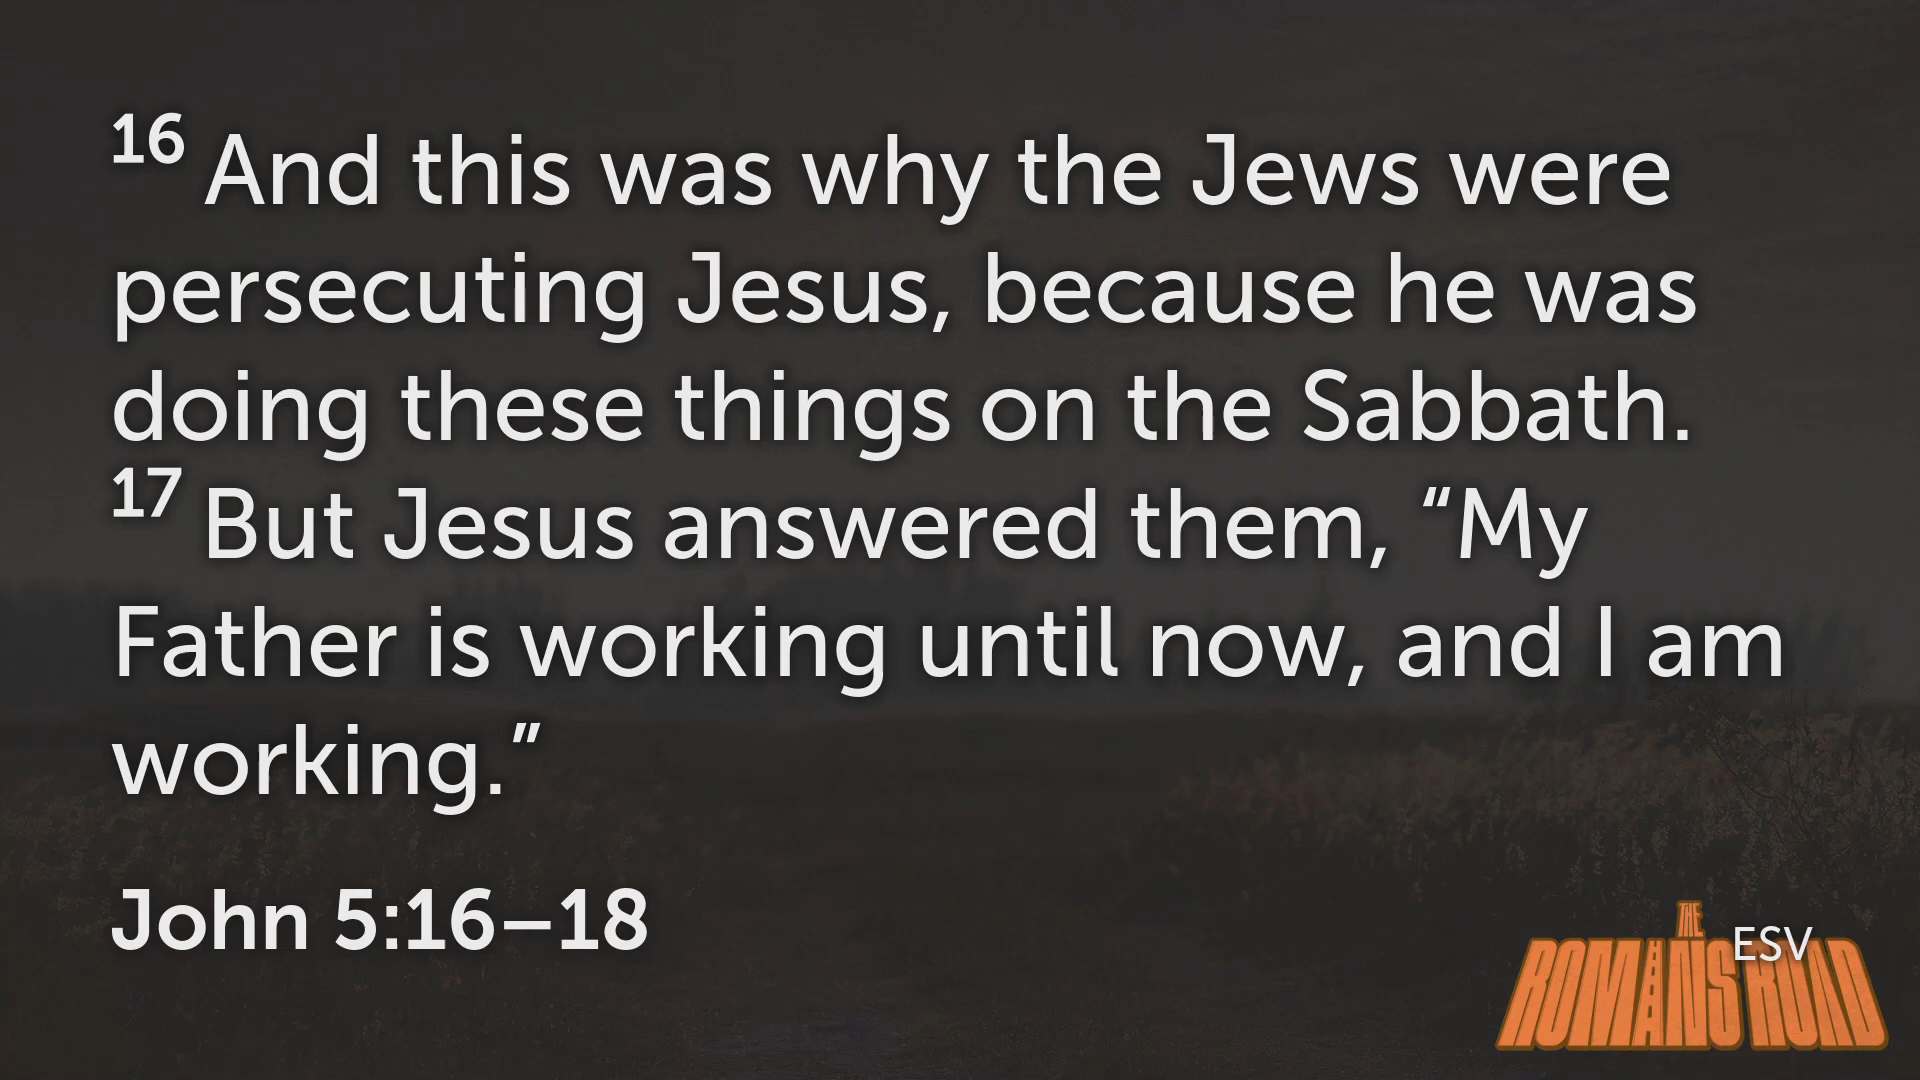 16 And this was why the Jews were
persecuting Jesus, because he was
doing these things on the Sabbath.
17 But Jesus answered them, “My
Father is working until now, and I am
working.”
John 5:16–18
ESV
THE
ROMANS ROAD